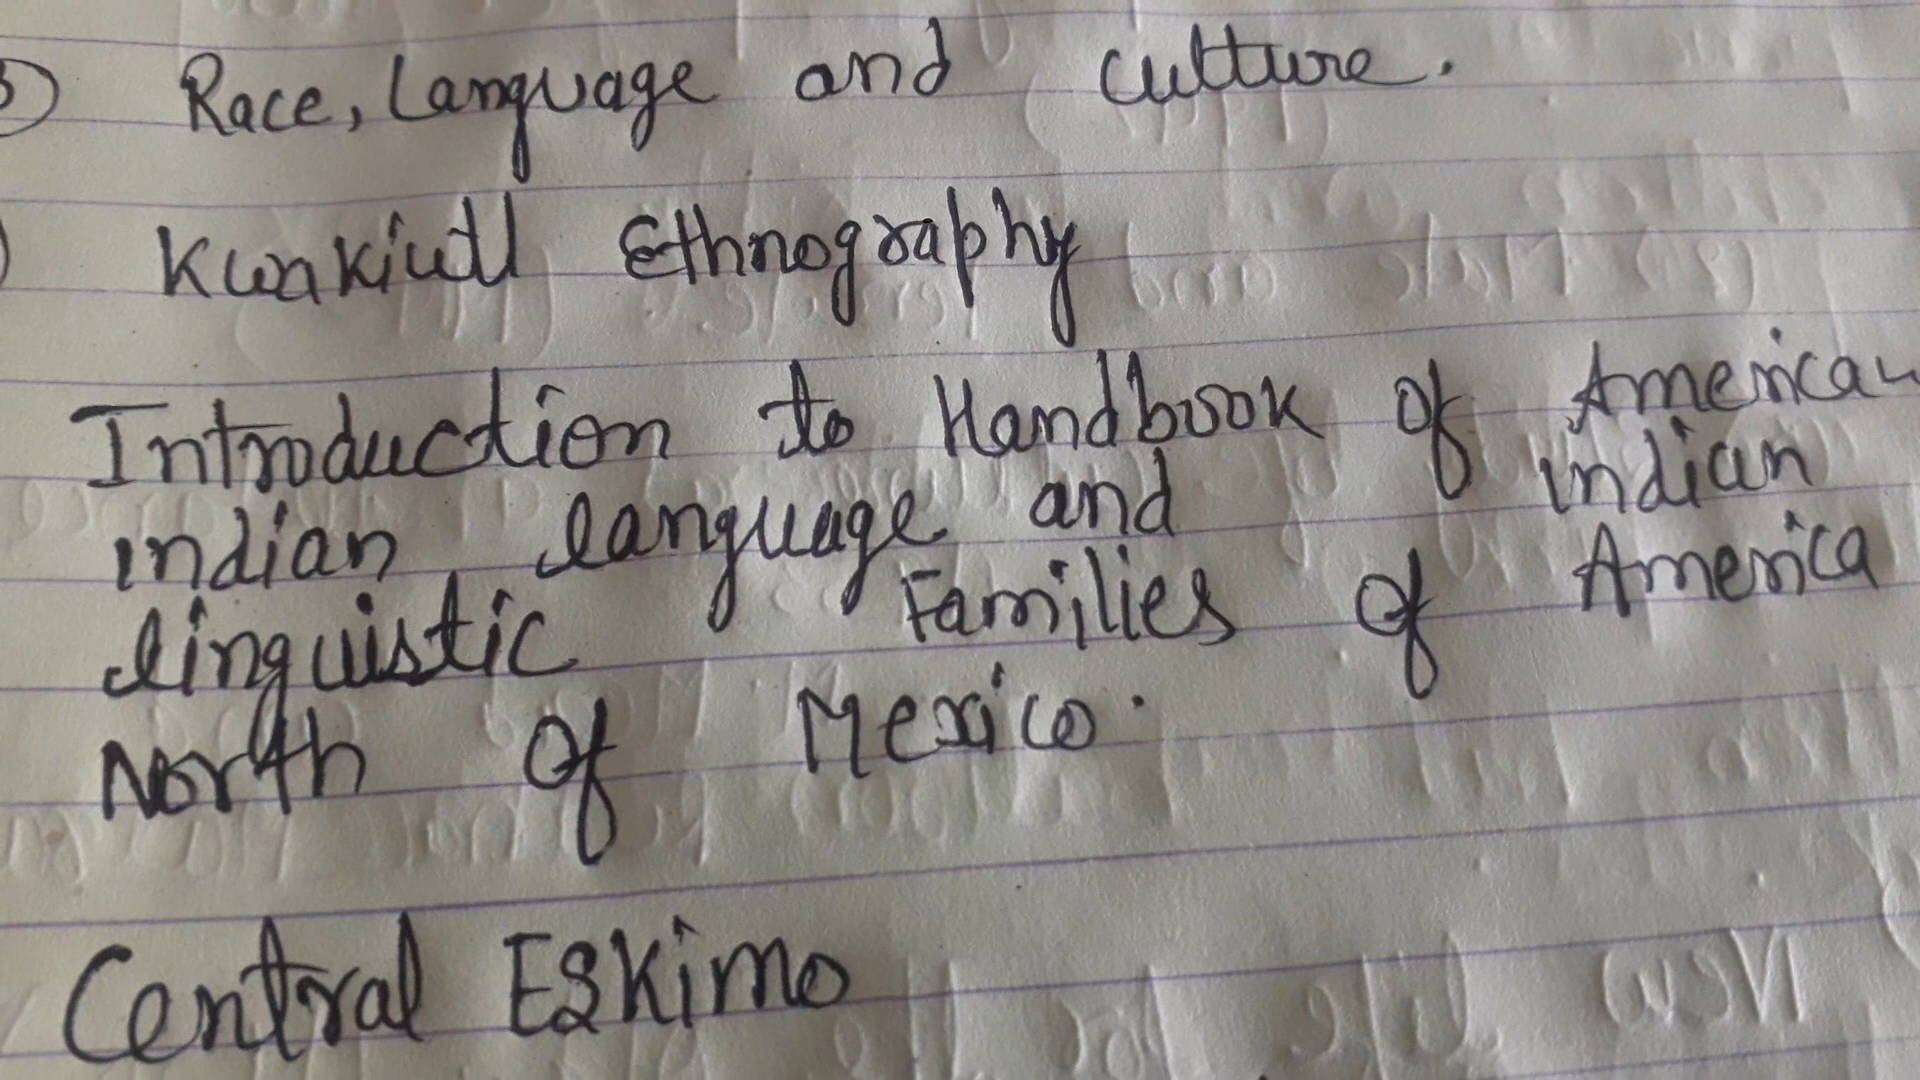 Race, Language and culture.
Kwakiutl Ethnography
Introduction to Handbook of American
indian language and indian
linguistic Families of America
North of Mexico.
Central Eskimo